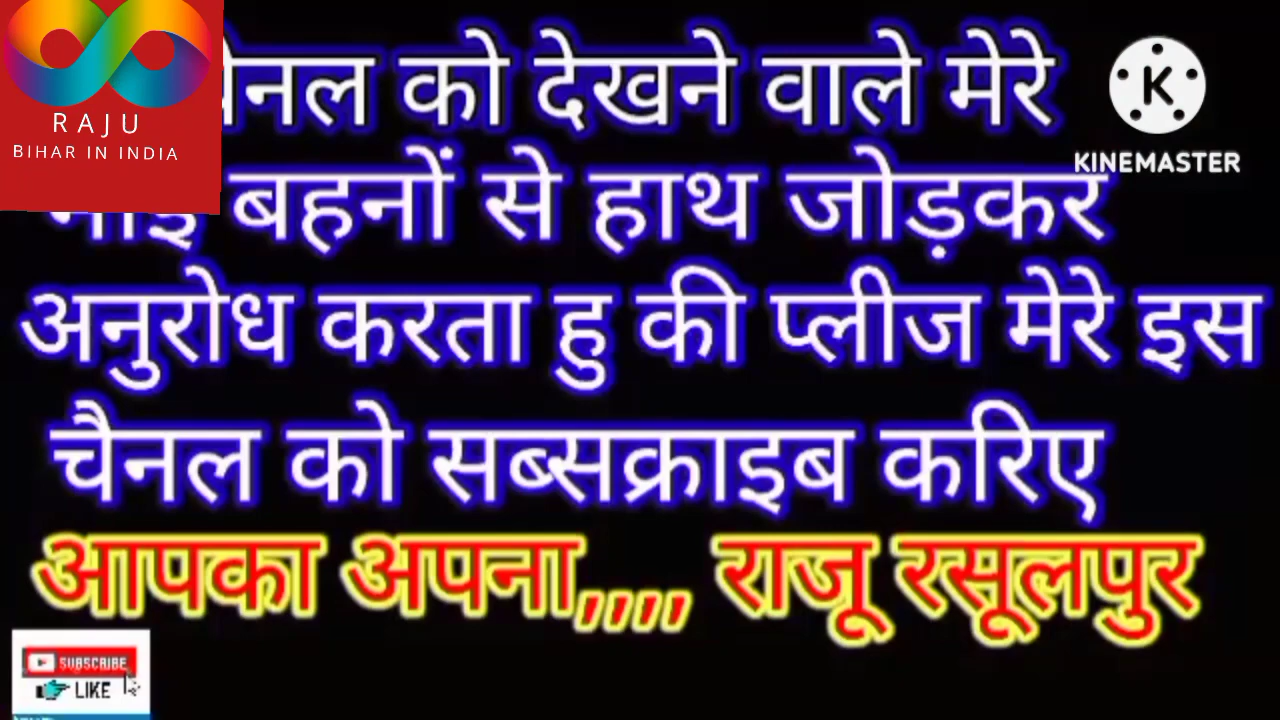 RAJU
BIHAR IN INDIA
को देखने वाले मेरे
KINEMASTER
बहनों से हाथ जोड़कर
अनुरोध करता हु की प्लीज मेरे इस
चैनल को सब्सक्राइब करिए
आपका अपना,,,, राजू रसूलपुर
SUBSCRIBE
LIKE